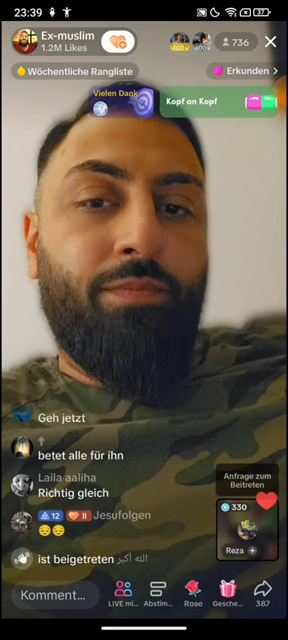 23:39
37
Ex-muslim
1.2M Likes
736
Wöchentliche Rangliste
Erkunden >
Vielen Dank
Kopf an Kopf
Geh jetzt
betet alle für ihn
Laila aaliha
Richtig gleich
12
II
Jesufolgen
ist beigetreten الله أكبر
Anfrage zum
Beitreten
330
Reza +
Komment...
LIVE mi...
Abstim...
Rose
Gesche...
387